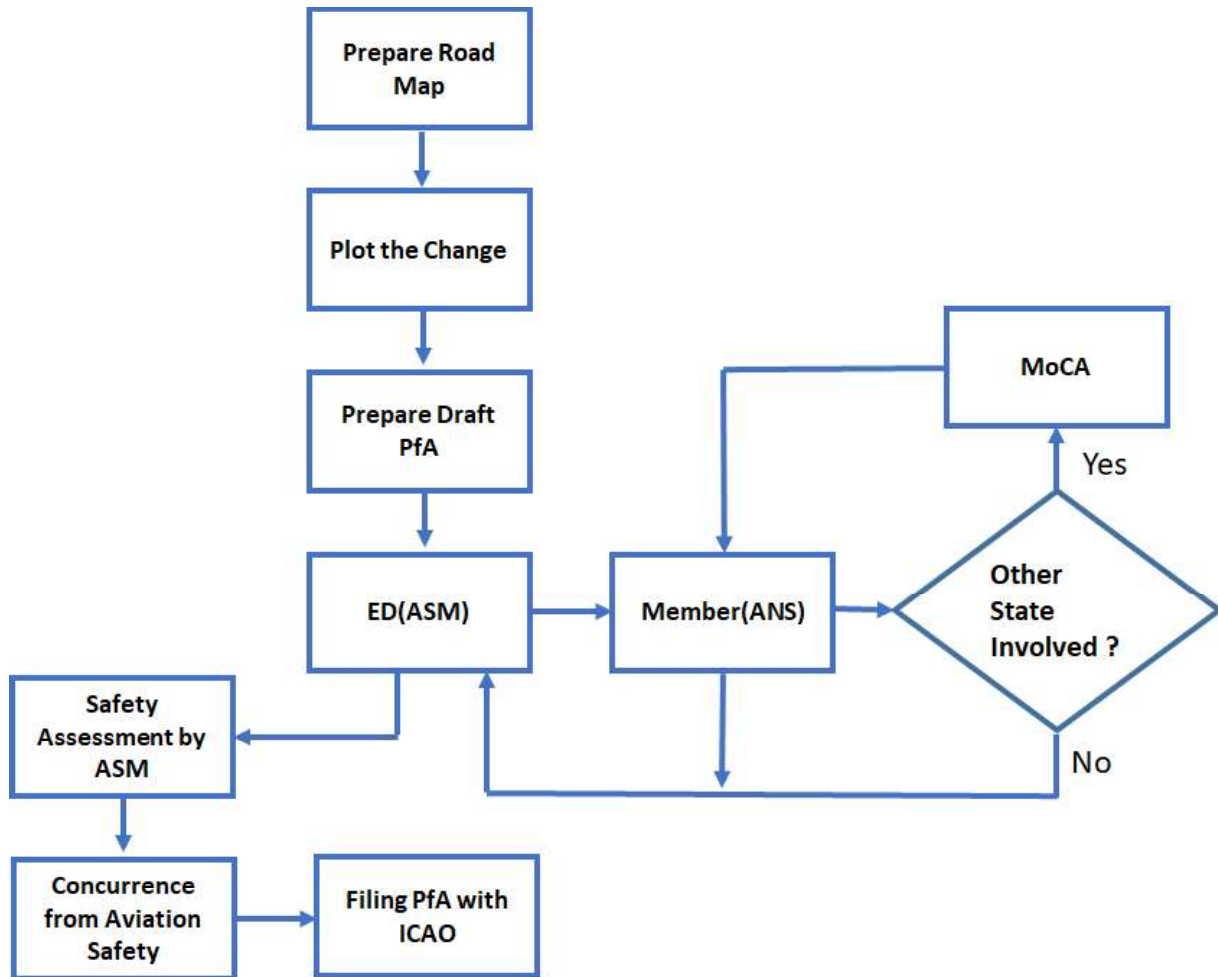 Prepare Road
Map
Plot the Change
Prepare Draft
PfA
MoCA
Yes
ED(ASM)
Member(ANS)
Other
State
Involved ?
No
Safety
Assessment by
ASM
Concurrence
from Aviation
Safety
Filing PfA with
ICAO